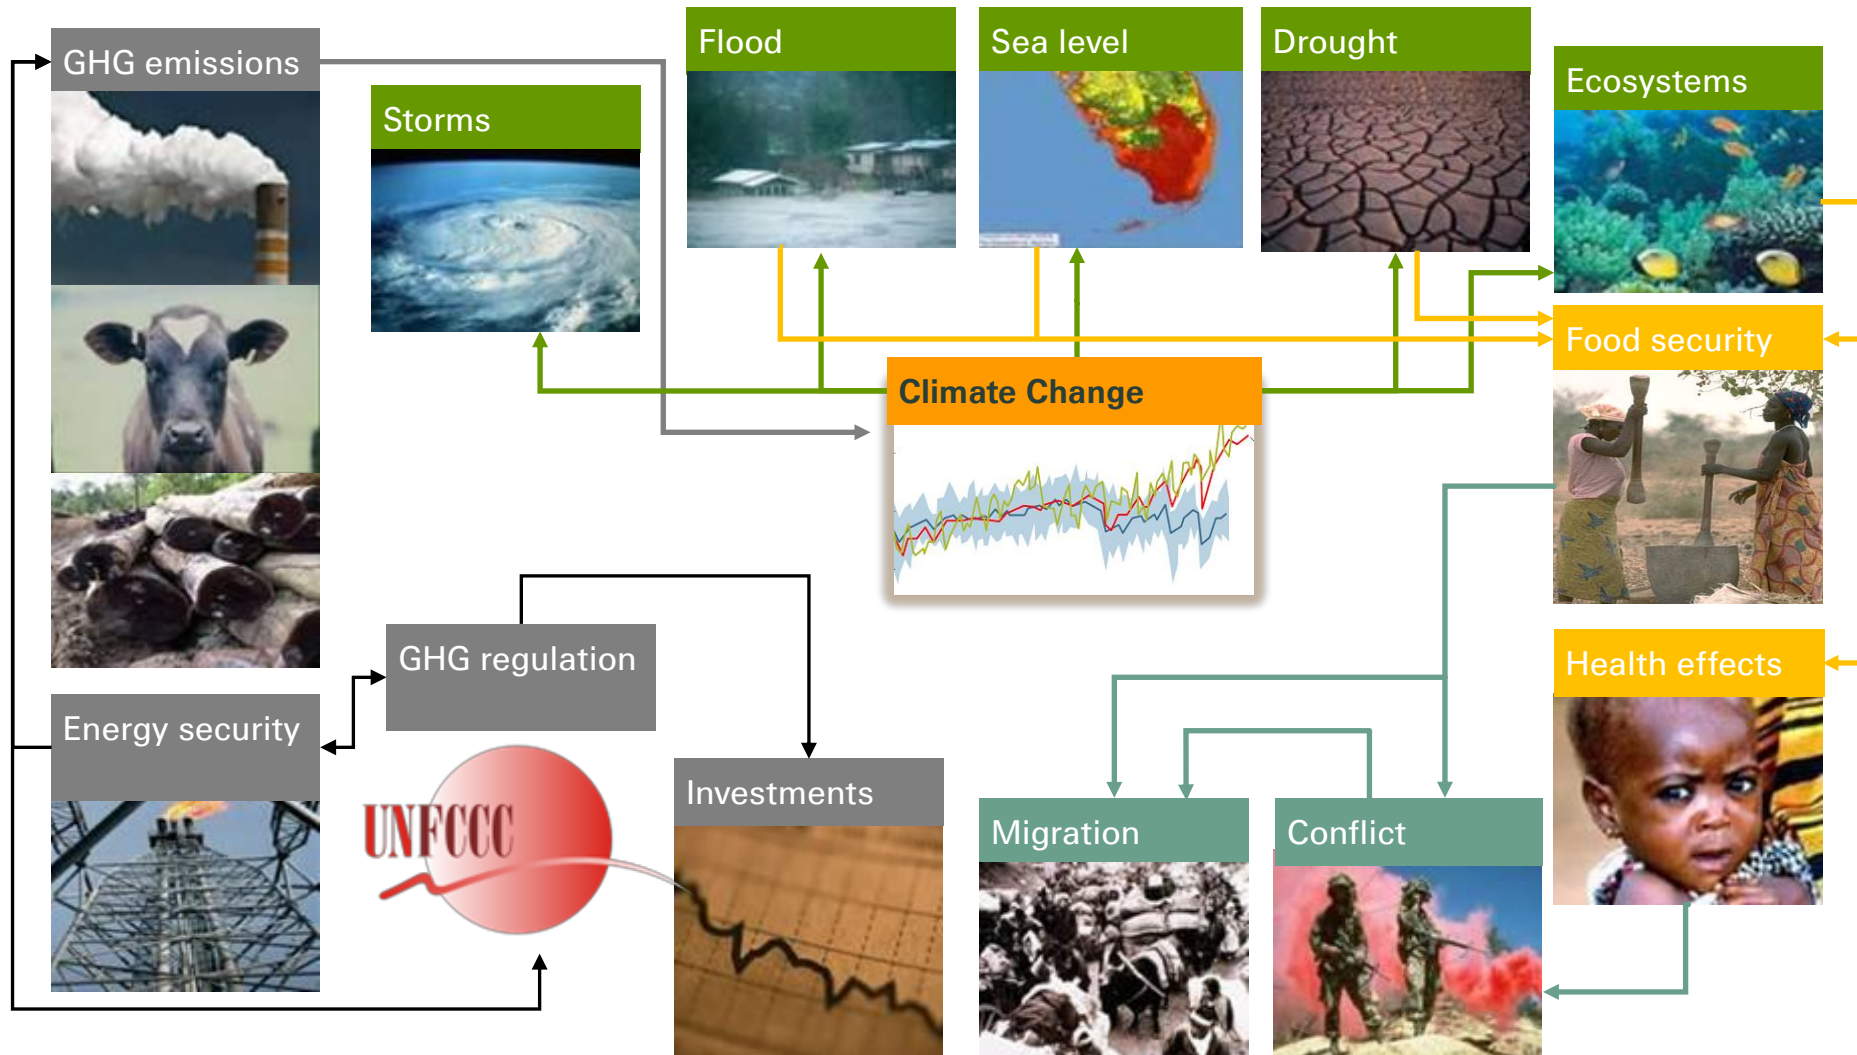 GHG emissions
Storms
Flood
Sea level
Drought
Ecosystems
Food security
Climate Change
GHG regulation
Health effects
Energy security
UNFCCC
Investments
Migration
Conflict